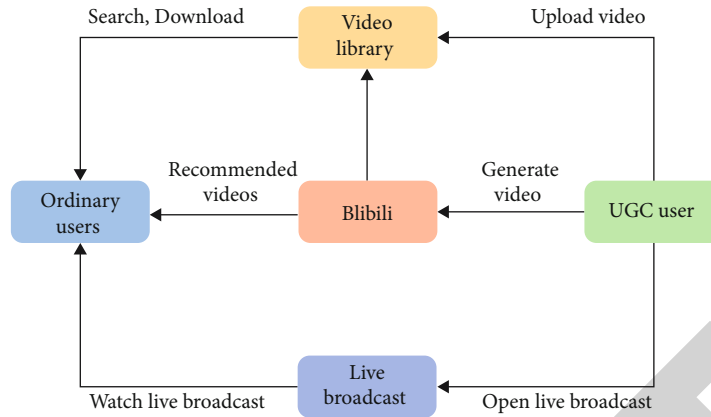 Search, Download
Video
library
Upload video
Recommended
videos
Generate
video
Ordinary
users
Blibili
UGC user
Live
broadcast
Watch live broadcast
Open live broadcast